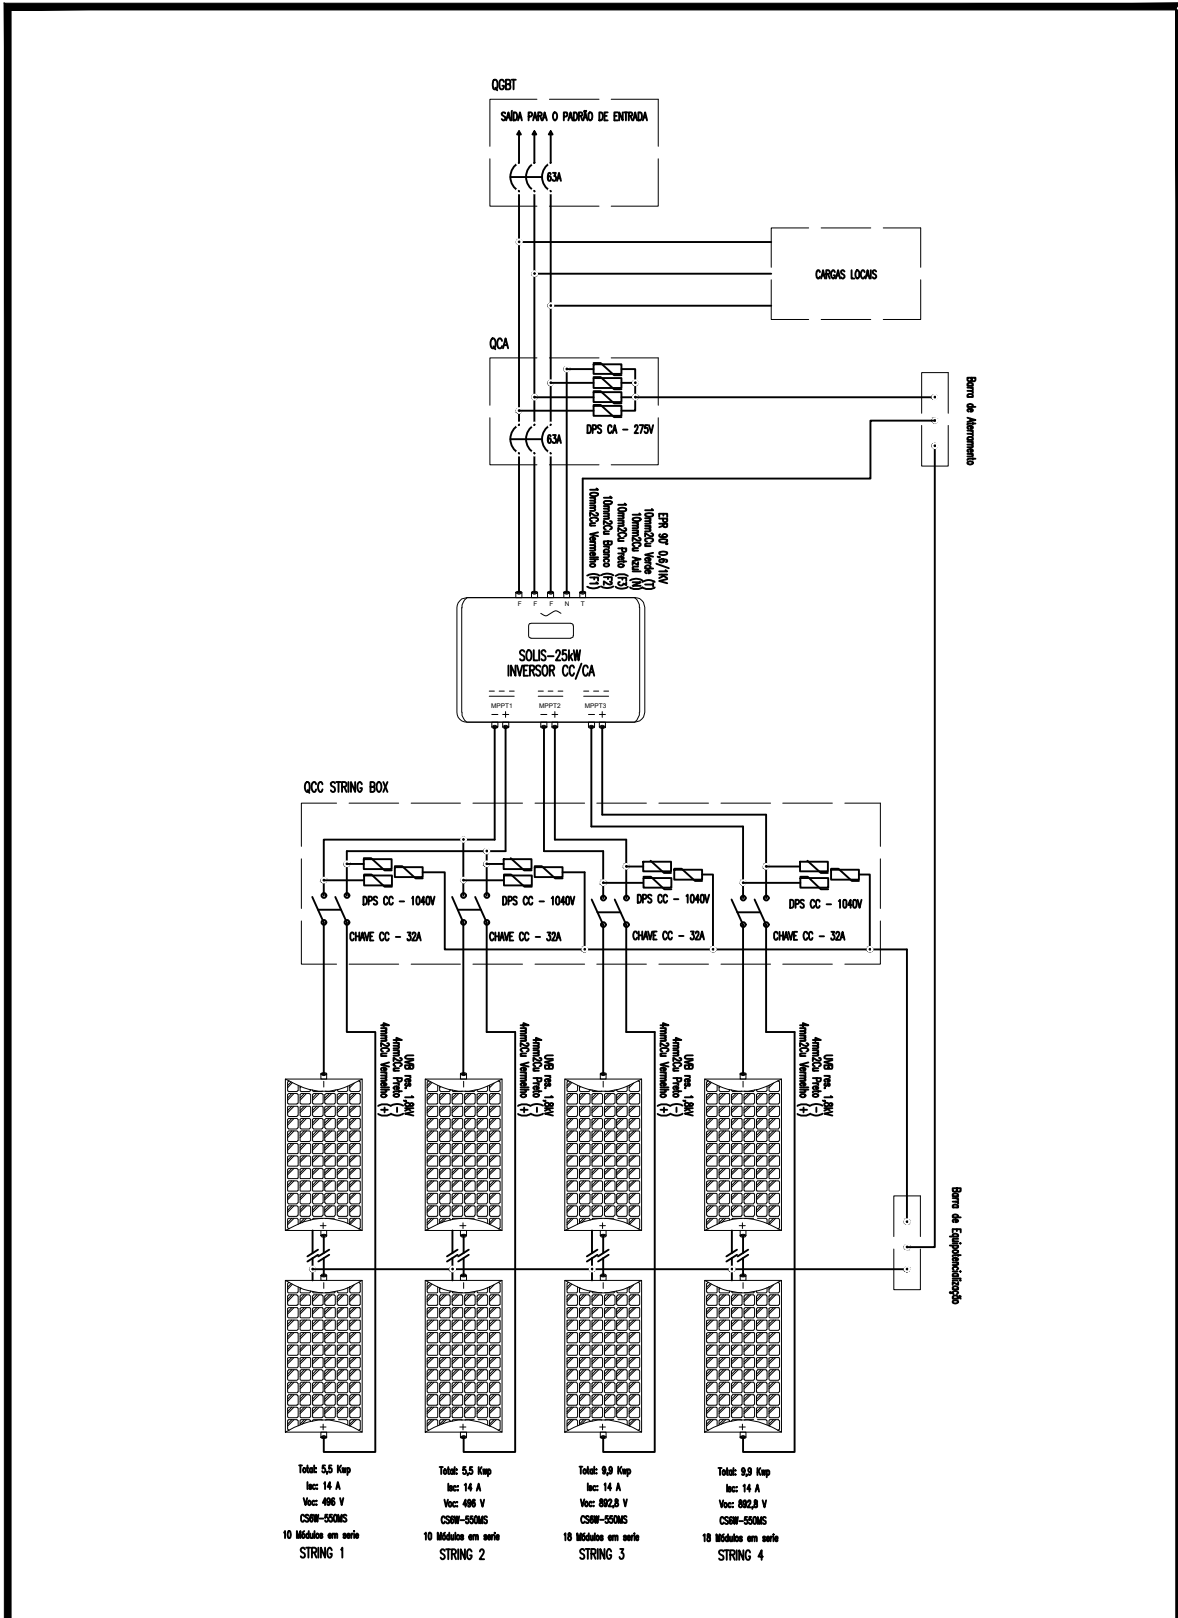 QGBT
SAÍDA PARA O PADRÃO DE ENTRADA
63A
CARGAS LOCAIS
QCA
DPS CA - 275V
63A
Barra de Aterramento
EPR 90° 0,6/1KV
10mm2Cu Verde (T)
10mm2Cu Azul (N)
10mm2Cu Preto (F3)
10mm2Cu Branco (F2)
10mm2Cu Vermelho (F1)
F F F N T
SOLIS-25kW
INVERSOR CC/CA
MPPT1 MPPT2 MPPT3
- + - + - +
QCC STRING BOX
DPS CC - 1040V
DPS CC - 1040V
DPS CC - 1040V
DPS CC - 1040V
CHAVE CC - 32A
CHAVE CC - 32A
CHAVE CC - 32A
CHAVE CC - 32A
UVB res. 1,8kV
4mm2Cu Preto (-)
4mm2Cu Vermelho (+)
UVB res. 1,8kV
4mm2Cu Preto (-)
4mm2Cu Vermelho (+)
UVB res. 1,8kV
4mm2Cu Preto (-)
4mm2Cu Vermelho (+)
UVB res. 1,8kV
4mm2Cu Preto (-)
4mm2Cu Vermelho (+)
Barra de Equipotencialização
Total: 5,5 Kwp
Isc: 14 A
Voc: 496 V
CS6W-550MS
10 Módulos em serie
STRING 1
Total: 5,5 Kwp
Isc: 14 A
Voc: 496 V
CS6W-550MS
10 Módulos em serie
STRING 2
Total: 9,9 Kwp
Isc: 14 A
Voc: 892,8 V
CS6W-550MS
18 Módulos em serie
STRING 3
Total: 9,9 Kwp
Isc: 14 A
Voc: 892,8 V
CS6W-550MS
18 Módulos em serie
STRING 4